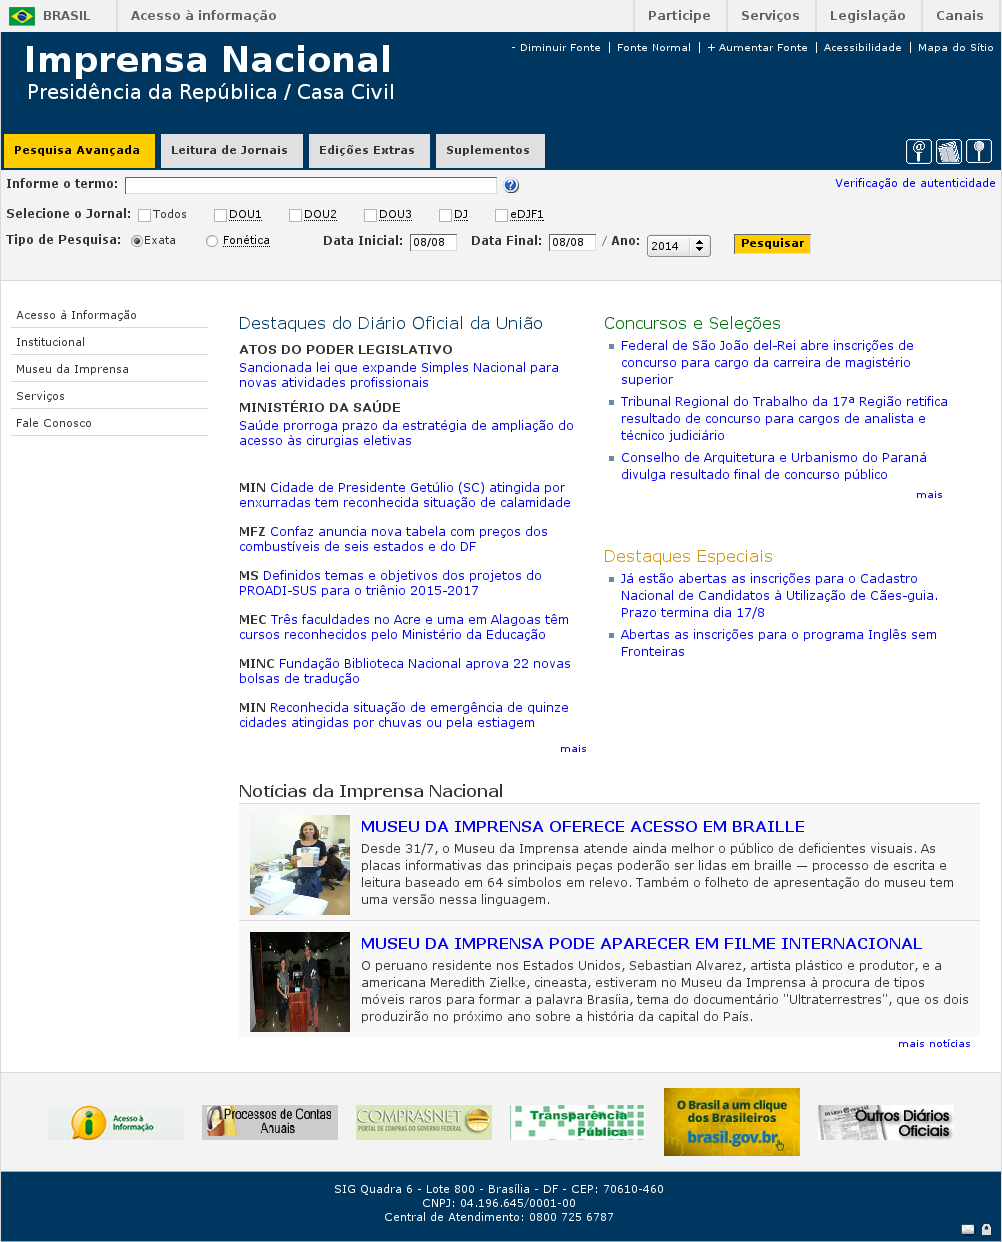 BRASIL
Acesso à informação
Participe
Serviços
Legislação
Canais
- Diminuir Fonte | Fonte Normal | + Aumentar Fonte | Acessibilidade | Mapa do Sítio
Imprensa Nacional
Presidência da República / Casa Civil
Pesquisa Avançada
Leitura de Jornais
Edições Extras
Suplementos
Informe o termo:
Verificação de autenticidade
Selecione o Jornal: Todos DOU1 DOU2 DOU3 DJ eDJF1
Tipo de Pesquisa: Exata Fonética Data Inicial: 08/08 Data Final: 08/08 / Ano: 2014 Pesquisar
Acesso à Informação
Institucional
Museu da Imprensa
Serviços
Fale Conosco
Destaques do Diário Oficial da União
ATOS DO PODER LEGISLATIVO
Sancionada lei que expande Simples Nacional para
novas atividades profissionais
MINISTÉRIO DA SAÚDE
Saúde prorroga prazo da estratégia de ampliação do
acesso às cirurgias eletivas
MIN Cidade de Presidente Getúlio (SC) atingida por
enxurradas tem reconhecida situação de calamidade
MFZ Confaz anuncia nova tabela com preços dos
combustíveis de seis estados e do DF
MS Definidos temas e objetivos dos projetos do
PROADI-SUS para o triênio 2015-2017
MEC Três faculdades no Acre e uma em Alagoas têm
cursos reconhecidos pelo Ministério da Educação
MINC Fundação Biblioteca Nacional aprova 22 novas
bolsas de tradução
MIN Reconhecida situação de emergência de quinze
cidades atingidas por chuvas ou pela estiagem
mais
Concursos e Seleções
Federal de São João del-Rei abre inscrições de
concurso para cargo da carreira de magistério
superior
Tribunal Regional do Trabalho da 17ª Região retifica
resultado de concurso para cargos de analista e
técnico judiciário
Conselho de Arquitetura e Urbanismo do Paraná
divulga resultado final de concurso público
mais
Destaques Especiais
Já estão abertas as inscrições para o Cadastro
Nacional de Candidatos à Utilização de Cães-guia.
Prazo termina dia 17/8
Abertas as inscrições para o programa Inglês sem
Fronteiras
Notícias da Imprensa Nacional
MUSEU DA IMPRENSA OFERECE ACESSO EM BRAILLE
Desde 31/7, o Museu da Imprensa atende ainda melhor o público de deficientes visuais. As
placas informativas das principais peças poderão ser lidas em braille — processo de escrita e
leitura baseado em 64 símbolos em relevo. Também o folheto de apresentação do museu tem
uma versão nessa linguagem.
MUSEU DA IMPRENSA PODE APARECER EM FILME INTERNACIONAL
O peruano residente nos Estados Unidos, Sebastian Alvarez, artista plástico e produtor, e a
americana Meredith Zielke, cineasta, estiveram no Museu da Imprensa à procura de tipos
móveis raros para formar a palavra Brasíia, tema do documentário "Ultraterrestres", que os dois
produzirão no próximo ano sobre a história da capital do País.
mais notícias
Acesso à
Informação
Processos de Contas
Anuais
COMPRASNET
PORTAL DE COMPRAS DO GOVERNO FEDERAL
Transparência
Pública
O Brasil a um clique
dos Brasileiros
brasil.gov.br
Outros Diários
Oficiais
SIG Quadra 6 - Lote 800 - Brasília - DF - CEP: 70610-460
CNPJ: 04.196.645/0001-00
Central de Atendimento: 0800 725 6787